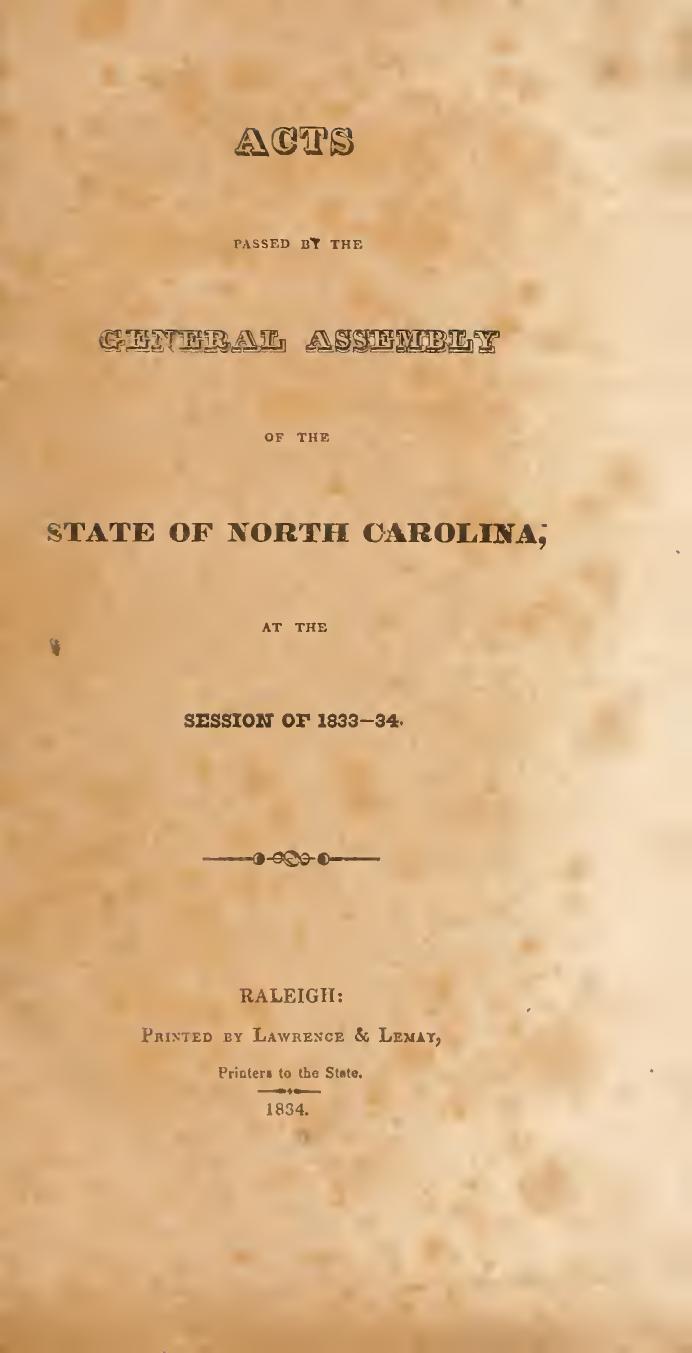 ACTS
PASSED BY THE
GENERAL ASSEMBLY
OF THE
STATE OF NORTH CAROLINA,
AT THE
SESSION OF 1833–34.
RALEIGH:
PRINTED BY LAWRENCE & LEMAY,
Printers to the State.
1834.